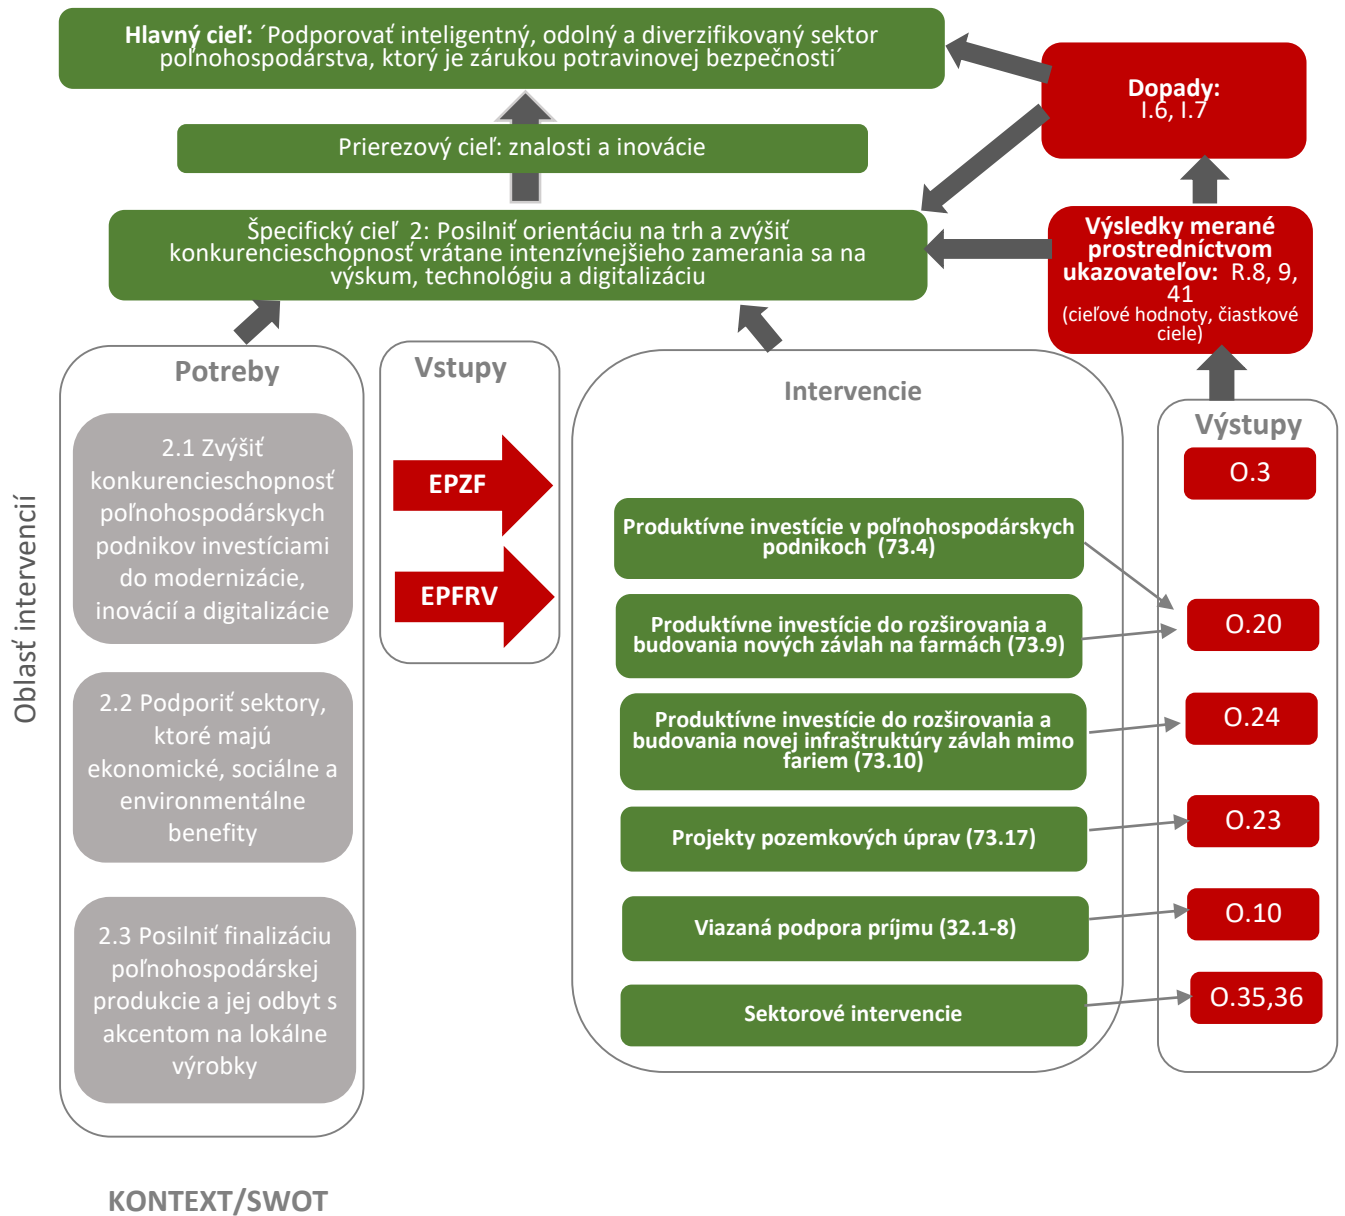 Hlavný cieľ: ´Podporovať inteligentný, odolný a diverzifikovaný sektor
poľnohospodárstva, ktorý je zárukou potravinovej bezpečnosti´
Dopady:
I.6, I.7
Prierezový cieľ: znalosti a inovácie
Špecifický cieľ 2: Posilniť orientáciu na trh a zvýšiť
konkurencieschopnosť vrátane intenzívnejšieho zamerania sa na
výskum, technológiu a digitalizáciu
Výsledky merané
prostredníctvom
ukazovateľov: R.8, 9,
41
(cieľové hodnoty, čiastkové
ciele)
Oblasť intervencií
Potreby
2.1 Zvýšiť
konkurencieschopnosť
poľnohospodárskych
podnikov investíciami
do modernizácie,
inovácií a digitalizácie
2.2 Podporiť sektory,
ktoré majú
ekonomické, sociálne a
environmentálne
benefity
2.3 Posilniť finalizáciu
poľnohospodárskej
produkcie a jej odbyt s
akcentom na lokálne
výrobky
Vstupy
EPZF
EPFRV
Intervencie
Produktívne investície v poľnohospodárskych
podnikoch (73.4)
Produktívne investície do rozširovania a
budovania nových závlah na farmách (73.9)
Produktívne investície do rozširovania a
budovania novej infraštruktúry závlah mimo
fariem (73.10)
Projekty pozemkových úprav (73.17)
Viazaná podpora príjmu (32.1-8)
Sektorové intervencie
Výstupy
O.3
O.20
O.24
O.23
O.10
O.35,36
KONTEXT/SWOT